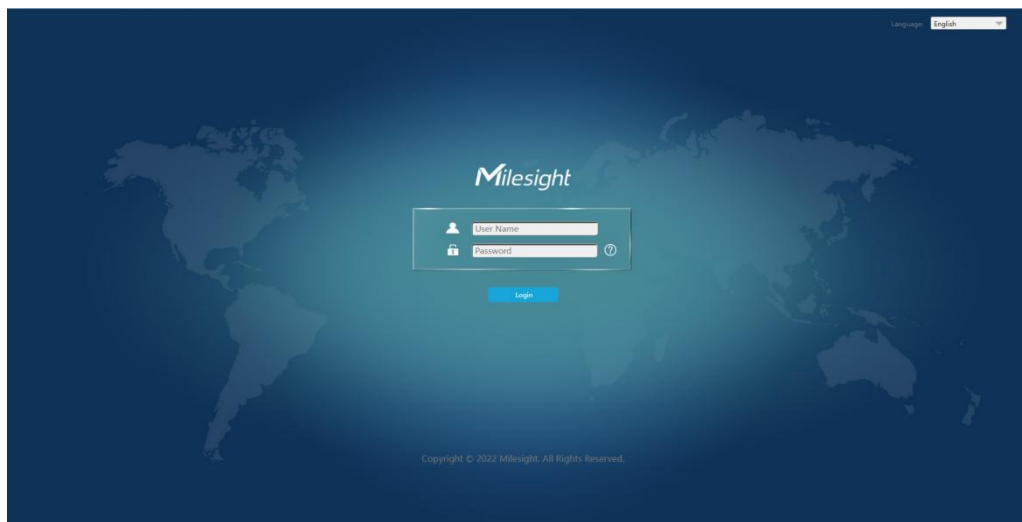 Language: English
Milesight
User Name
Password
Login
Copyright © 2022 Milesight. All Rights Reserved.